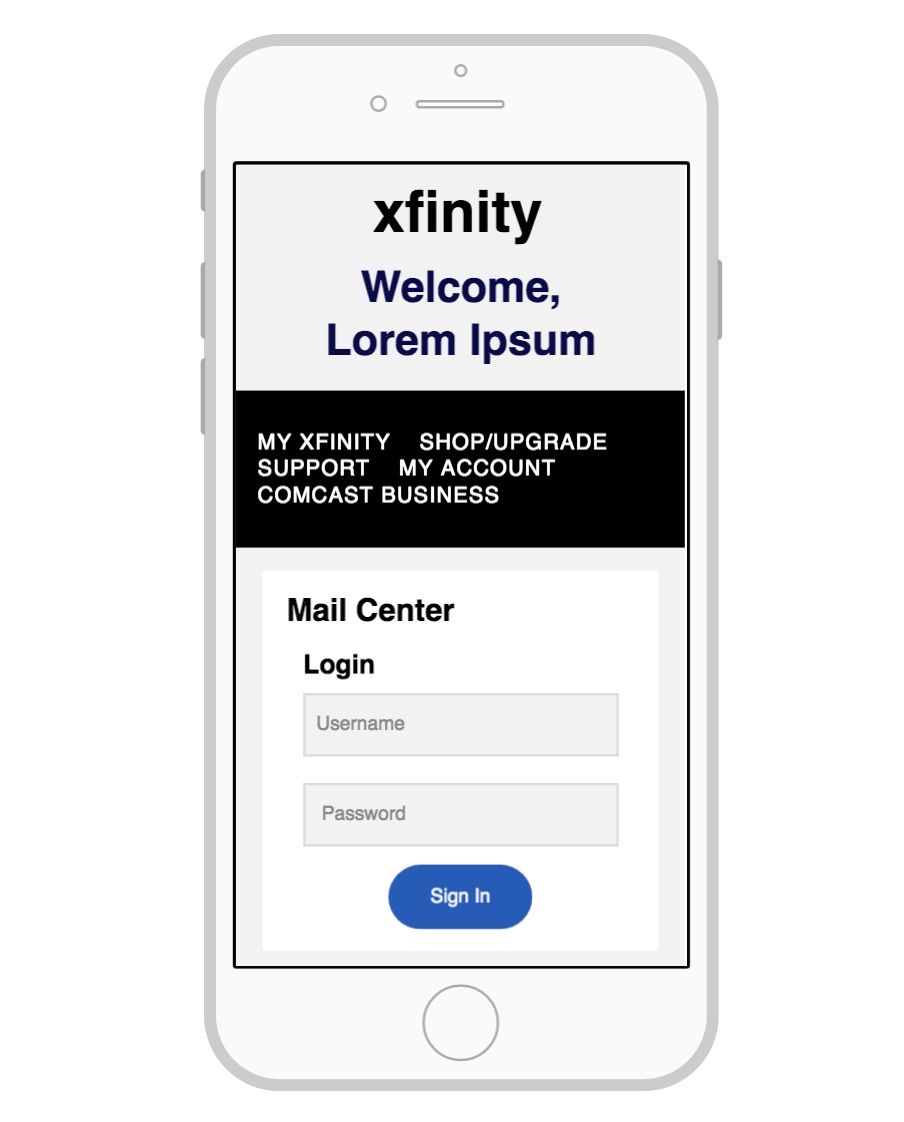 xfinity
Welcome,
Lorem Ipsum
MY XFINITY SHOP/UPGRADE
SUPPORT MY ACCOUNT
COMCAST BUSINESS
Mail Center
Login
Username
Password
Sign In